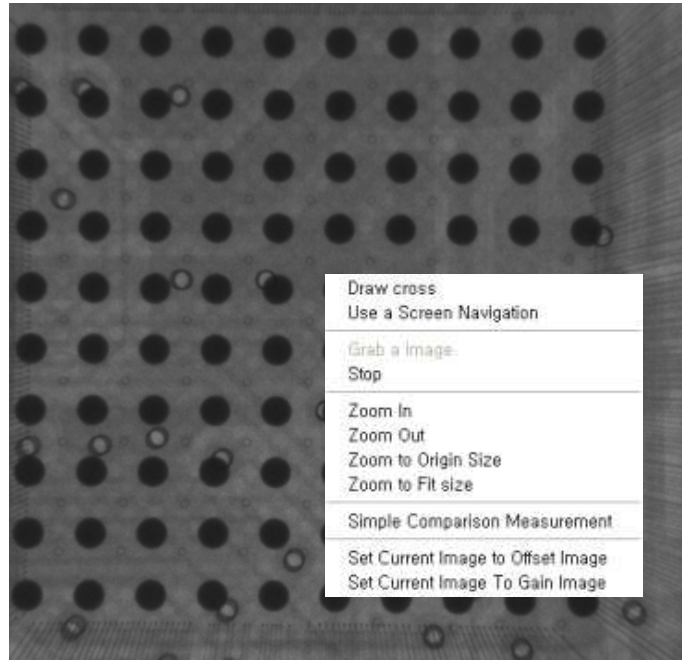 Draw cross
Use a Screen Navigation
Grab a Image
Stop
Zoom In
Zoom Out
Zoom to Origin Size
Zoom to Fit size
Simple Comparison Measurement
Set Current Image to Offset Image
Set Current Image To Gain Image